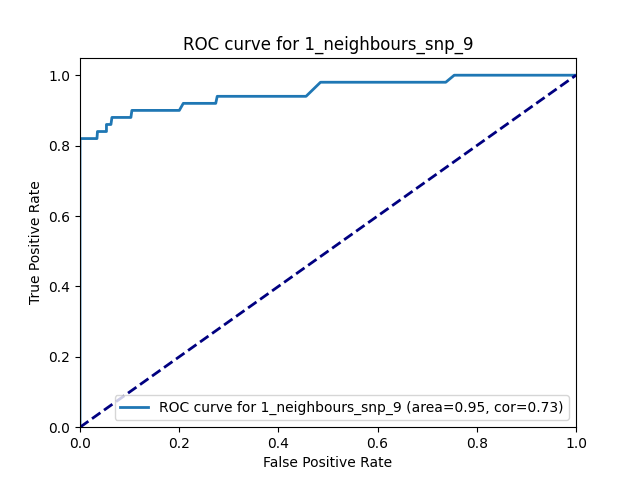 ROC curve for 1_neighbours_snp_9
True Positive Rate
1.0
0.8
0.6
0.4
0.2
0.0
ROC curve for 1_neighbours_snp_9 (area=0.95, cor=0.73)
0.0 0.2 0.4 0.6 0.8 1.0
False Positive Rate